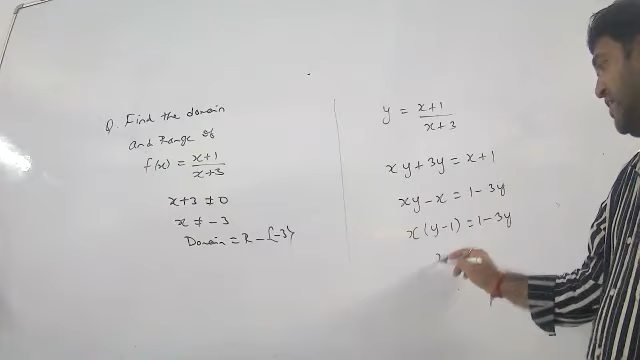 Q. Find the domain
and Range of
f(x) = x+1/x+3
x+3 ≠ 0
x ≠ -3
Domain = R - {-3}
y = x+1/x+3
xy + 3y = x+1
xy - x = 1 - 3y
x(y-1) = 1-3y